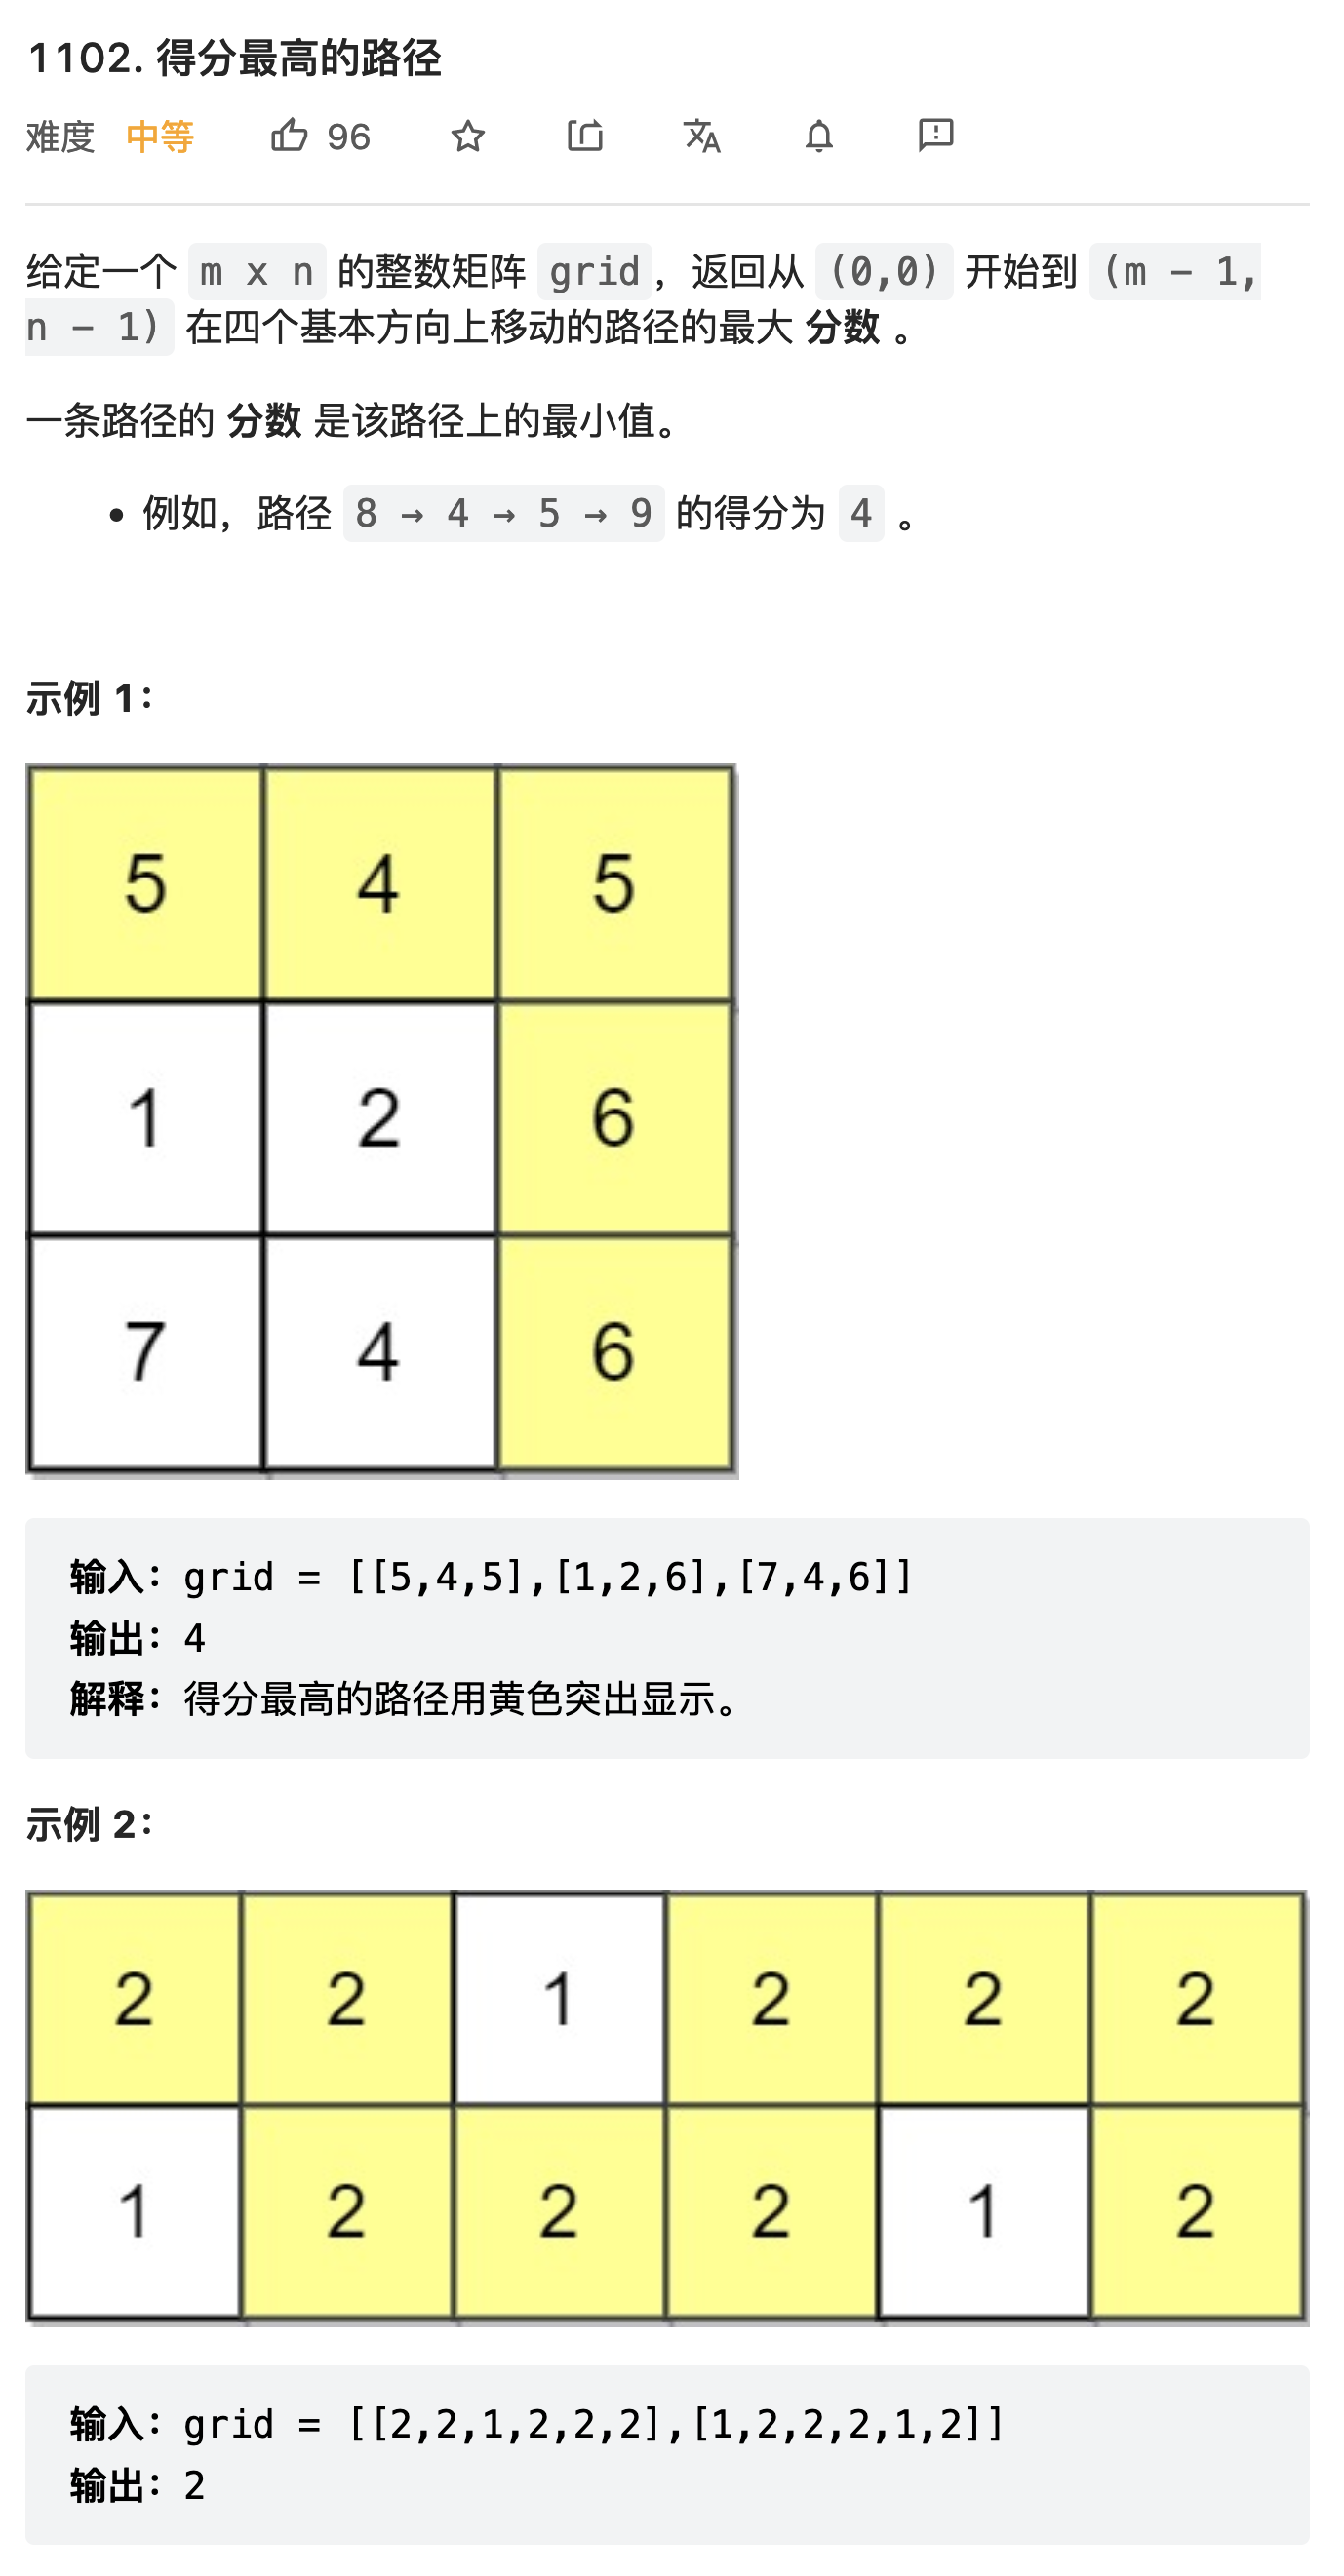 1102. 得分最高的路径
难度 中等 96
给定一个 m x n 的整数矩阵 grid，返回从 (0,0) 开始到 (m - 1,
n - 1) 在四个基本方向上移动的路径的最大 分数 。
一条路径的 分数 是该路径上的最小值。
• 例如，路径 8 → 4 → 5 → 9 的得分为 4 。
示例 1：
5 4 5
1 2 6
7 4 6
输入：grid = [[5,4,5],[1,2,6],[7,4,6]]
输出：4
解释：得分最高的路径用黄色突出显示。
示例 2：
2 2 1 2 2 2
1 2 2 2 1 2
输入：grid = [[2,2,1,2,2,2],[1,2,2,2,1,2]]
输出：2